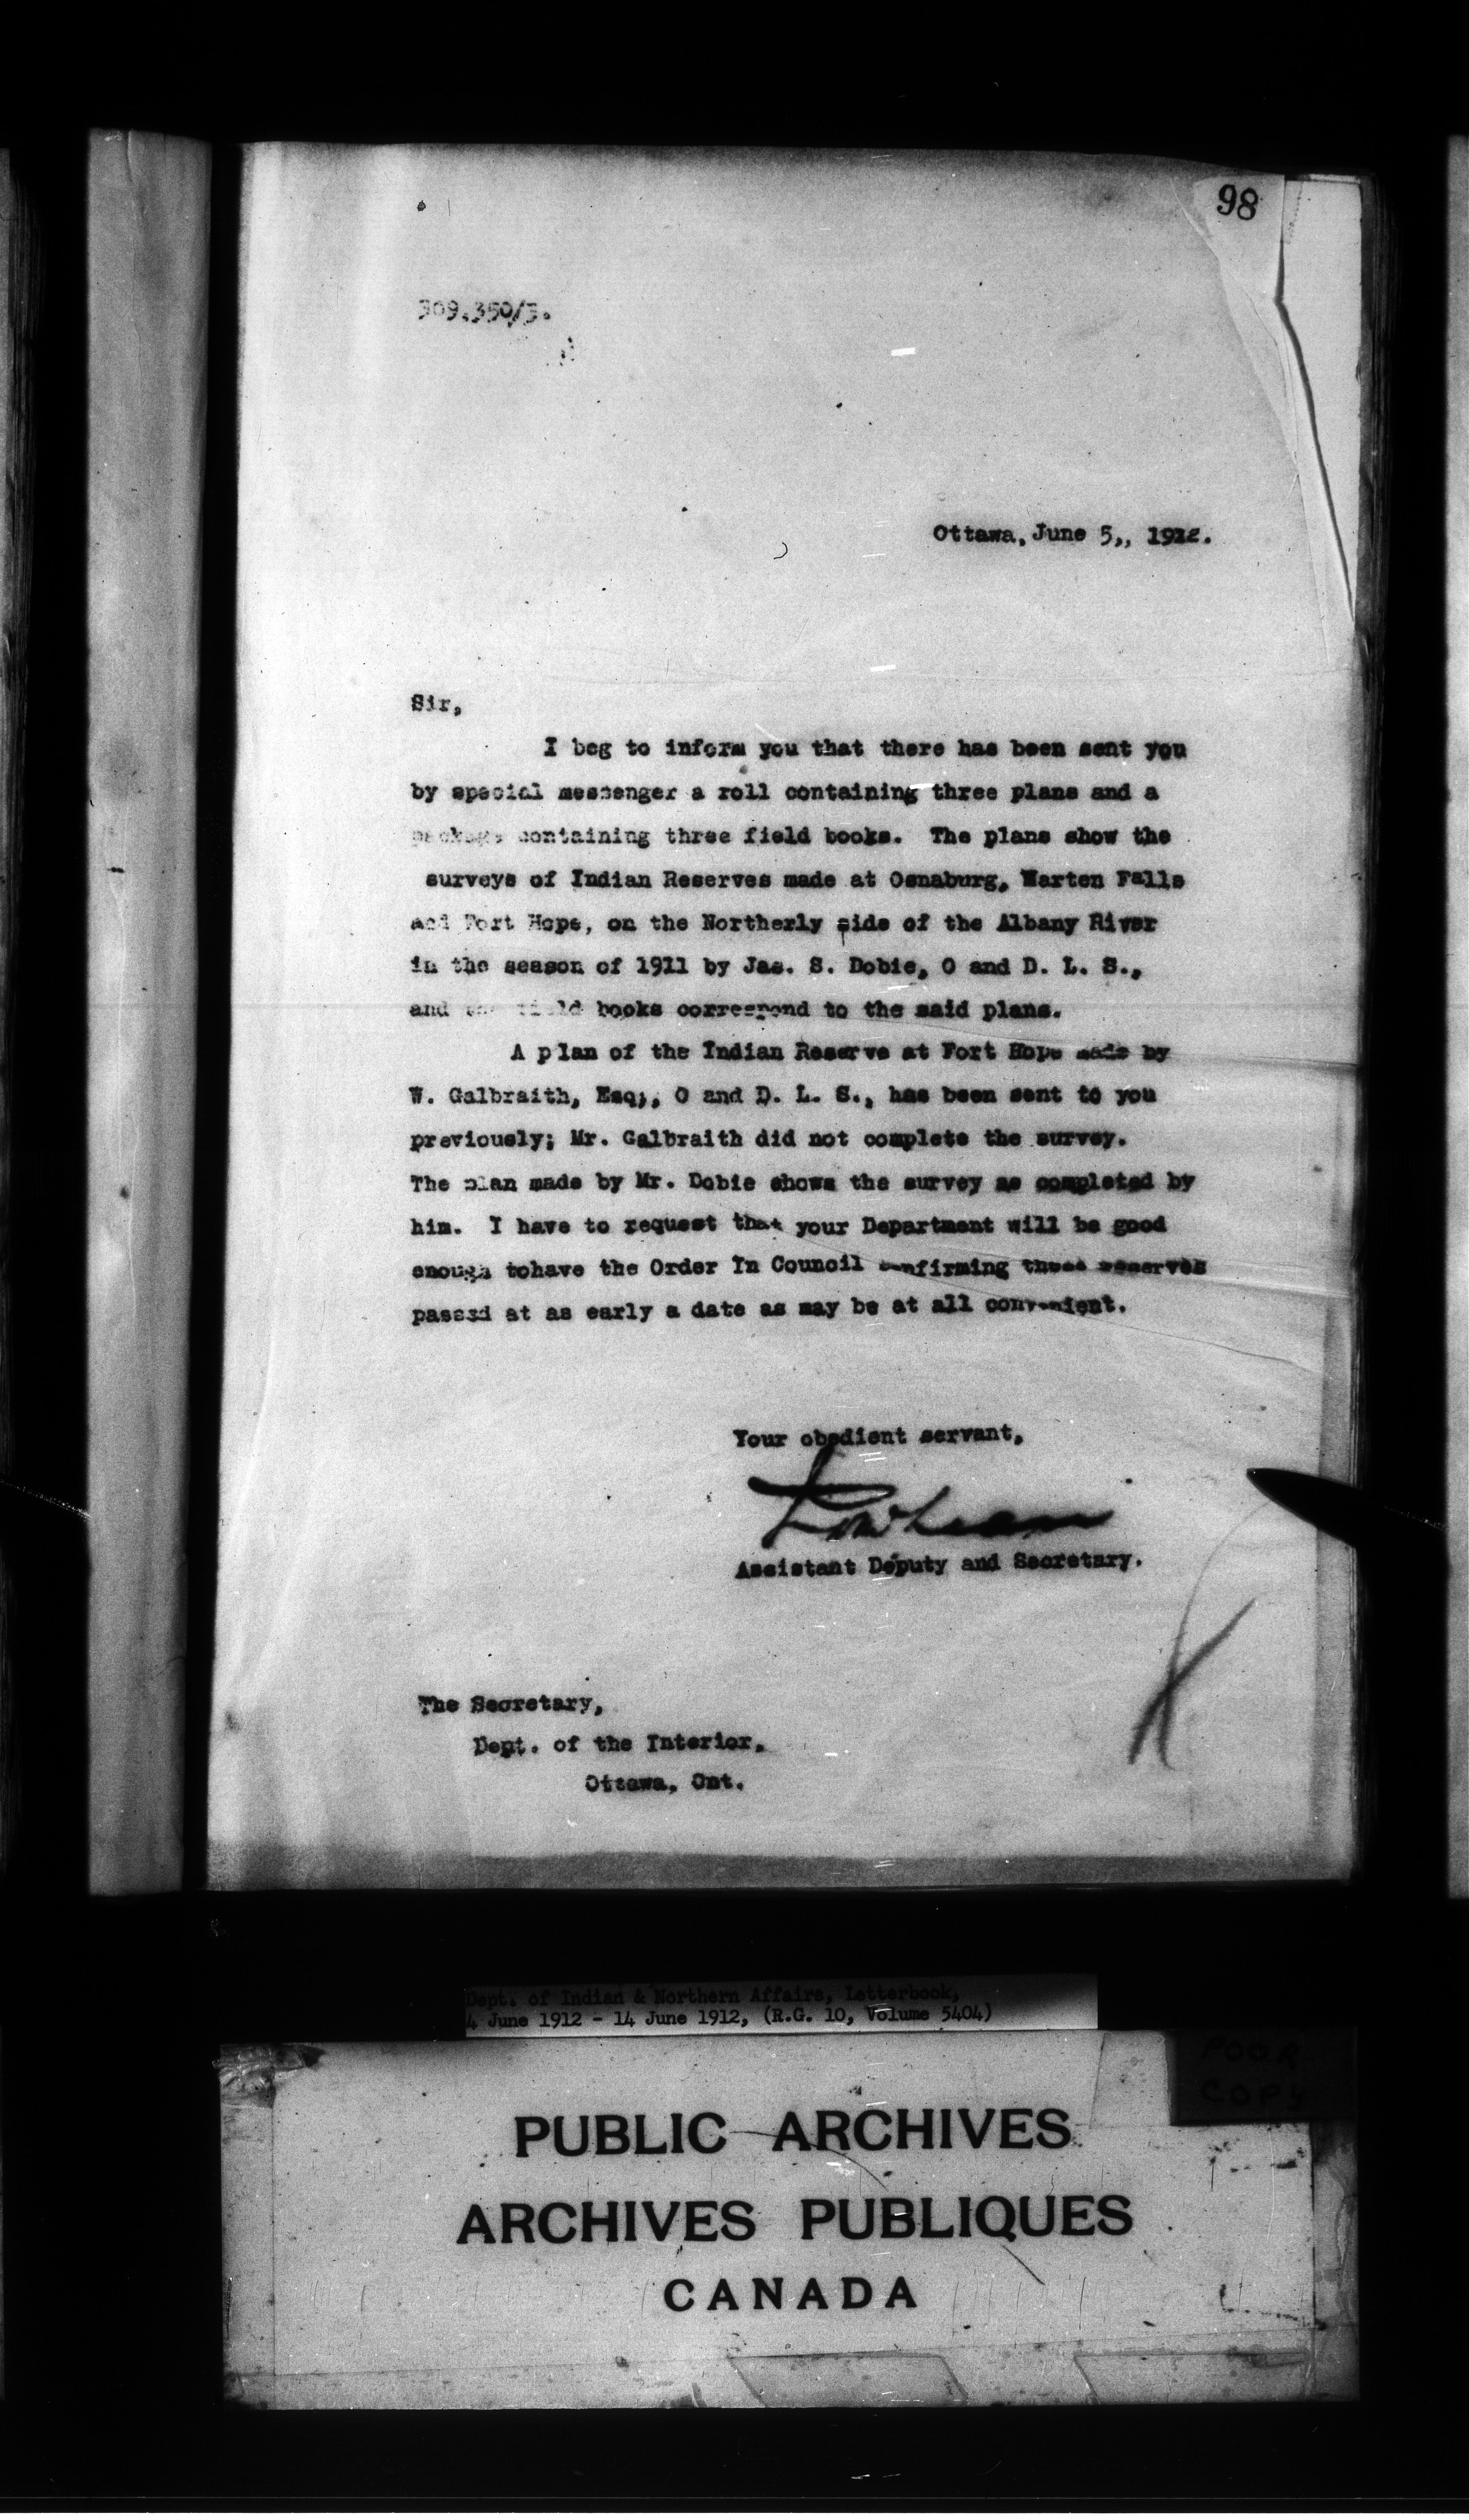 98
309.350/3.
Ottawa, June 5,, 1912.
Sir,
I beg to inform you that there has been sent you
by special messenger a roll containing three plans and a
package containing three field books. The plans show the
surveys of Indian Reserves made at Osnaburg, Marten Falls
and Fort Hope, on the Northerly side of the Albany River
in the season of 1911 by Jas. S. Dobie, O and D. L. S.,
and the field books correspond to the said plans.
A plan of the Indian Reserve at Fort Hope made by
W. Galbraith, Esq;, O and D. L. S., has been sent to you
previously; Mr. Galbraith did not complete the survey.
The plan made by Mr. Dobie shows the survey as completed by
him. I have to request that your Department will be good
enough tohave the Order In Council confirming these reserves
passed at as early a date as may be at all convenient.
Your obedient servant,
Assistant Deputy and Secretary.
The Secretary,
Dept. of the Interior,
Ottawa, Ont.
Dept. of Indian & Northern Affairs, Letterbook,
4 June 1912 - 14 June 1912, (R.G. 10, Volume 5404)
POOR
COPY
PUBLIC ARCHIVES
ARCHIVES PUBLIQUES
CANADA